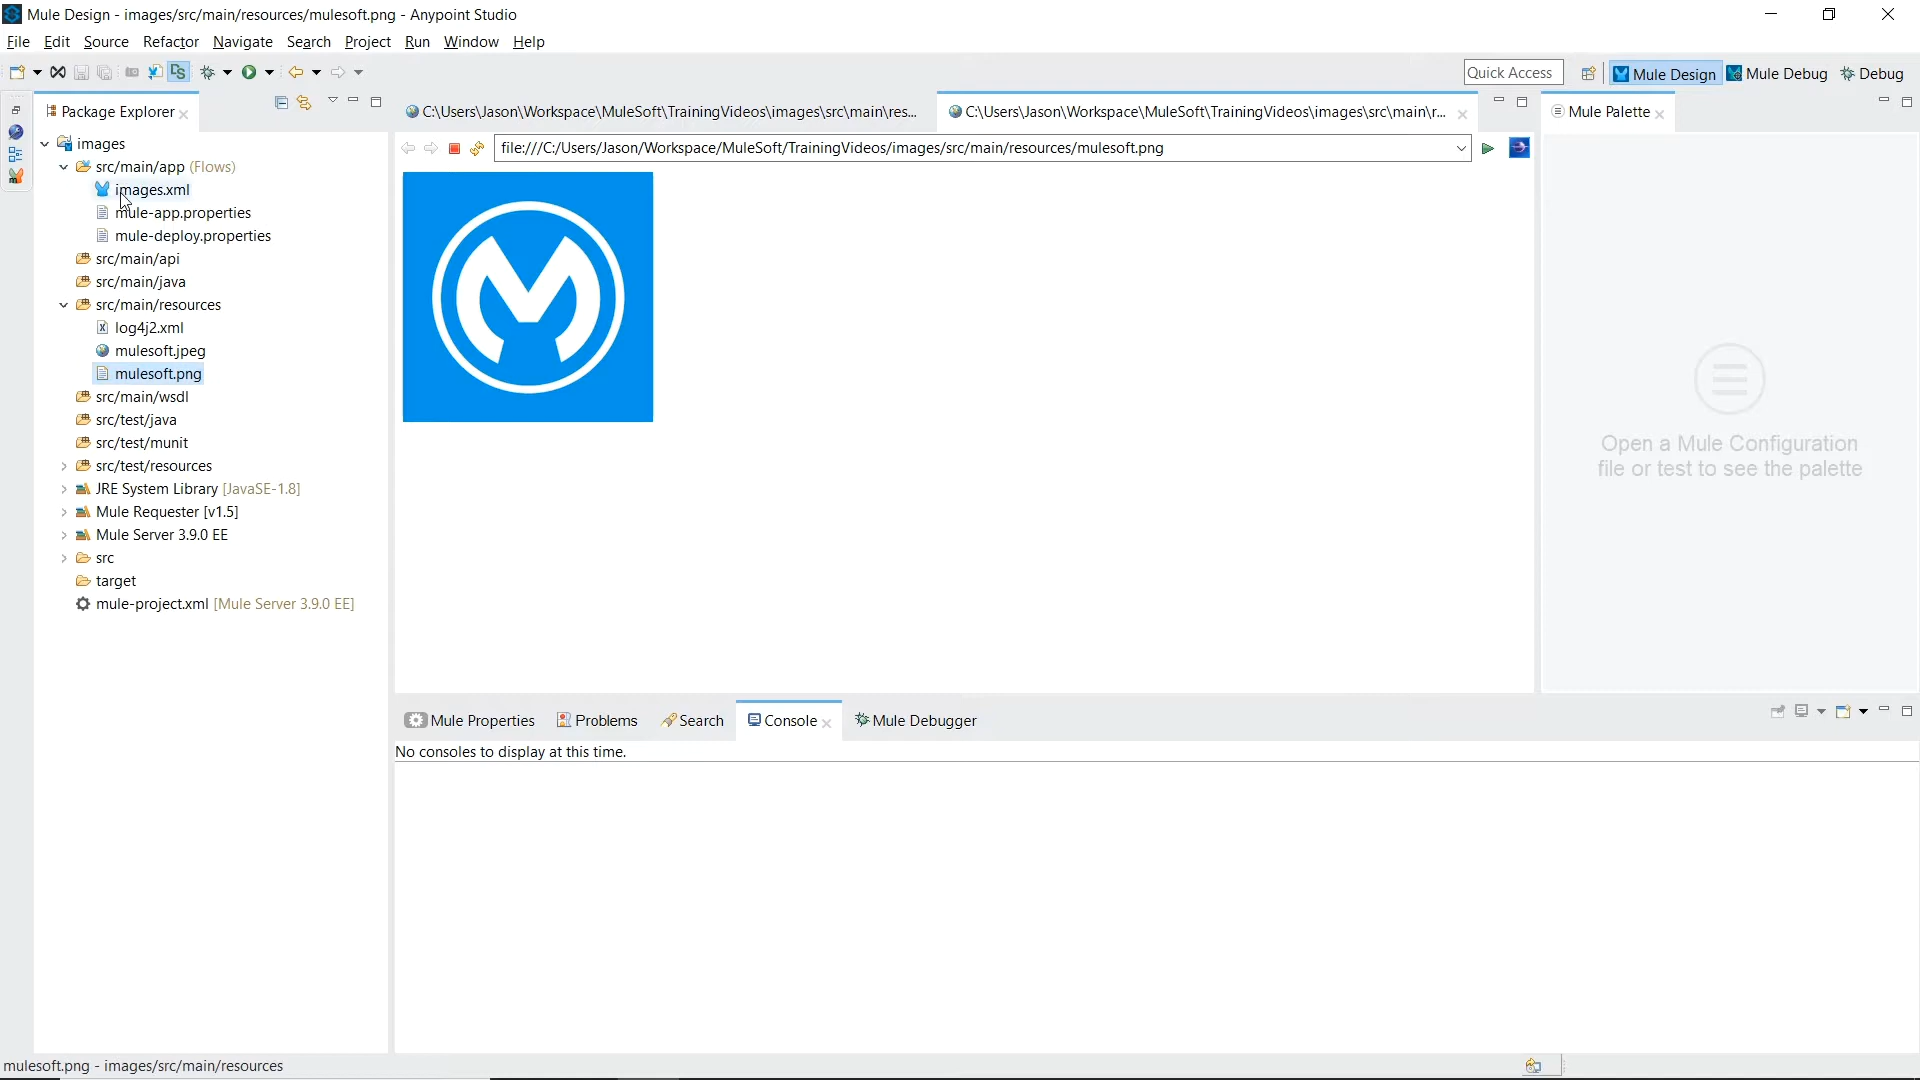 Mule Design - images/src/main/resources/mulesoft.png - Anypoint Studio
File Edit Source Refactor Navigate Search Project Run Window Help
Quick Access
Mule Design
Mule Debug
Debug
Package Explorer
C:\Users\Jason\Workspace\MuleSoft\TrainingVideos\images\src\main\res...
C:\Users\Jason\Workspace\MuleSoft\TrainingVideos\images\src\main\r...
Mule Palette
file:///C:/Users/Jason/Workspace/MuleSoft/TrainingVideos/images/src/main/resources/mulesoft.png
images
src/main/app (Flows)
images.xml
mule-app.properties
mule-deploy.properties
src/main/api
src/main/java
src/main/resources
log4j2.xml
mulesoft.jpeg
mulesoft.png
src/main/wsdl
src/test/java
src/test/munit
src/test/resources
JRE System Library [JavaSE-1.8]
Mule Requester [v1.5]
Mule Server 3.9.0 EE
src
target
mule-project.xml [Mule Server 3.9.0 EE]
Open a Mule Configuration
file or test to see the palette
Mule Properties
Problems
Search
Console
Mule Debugger
No consoles to display at this time.
mulesoft.png - images/src/main/resources